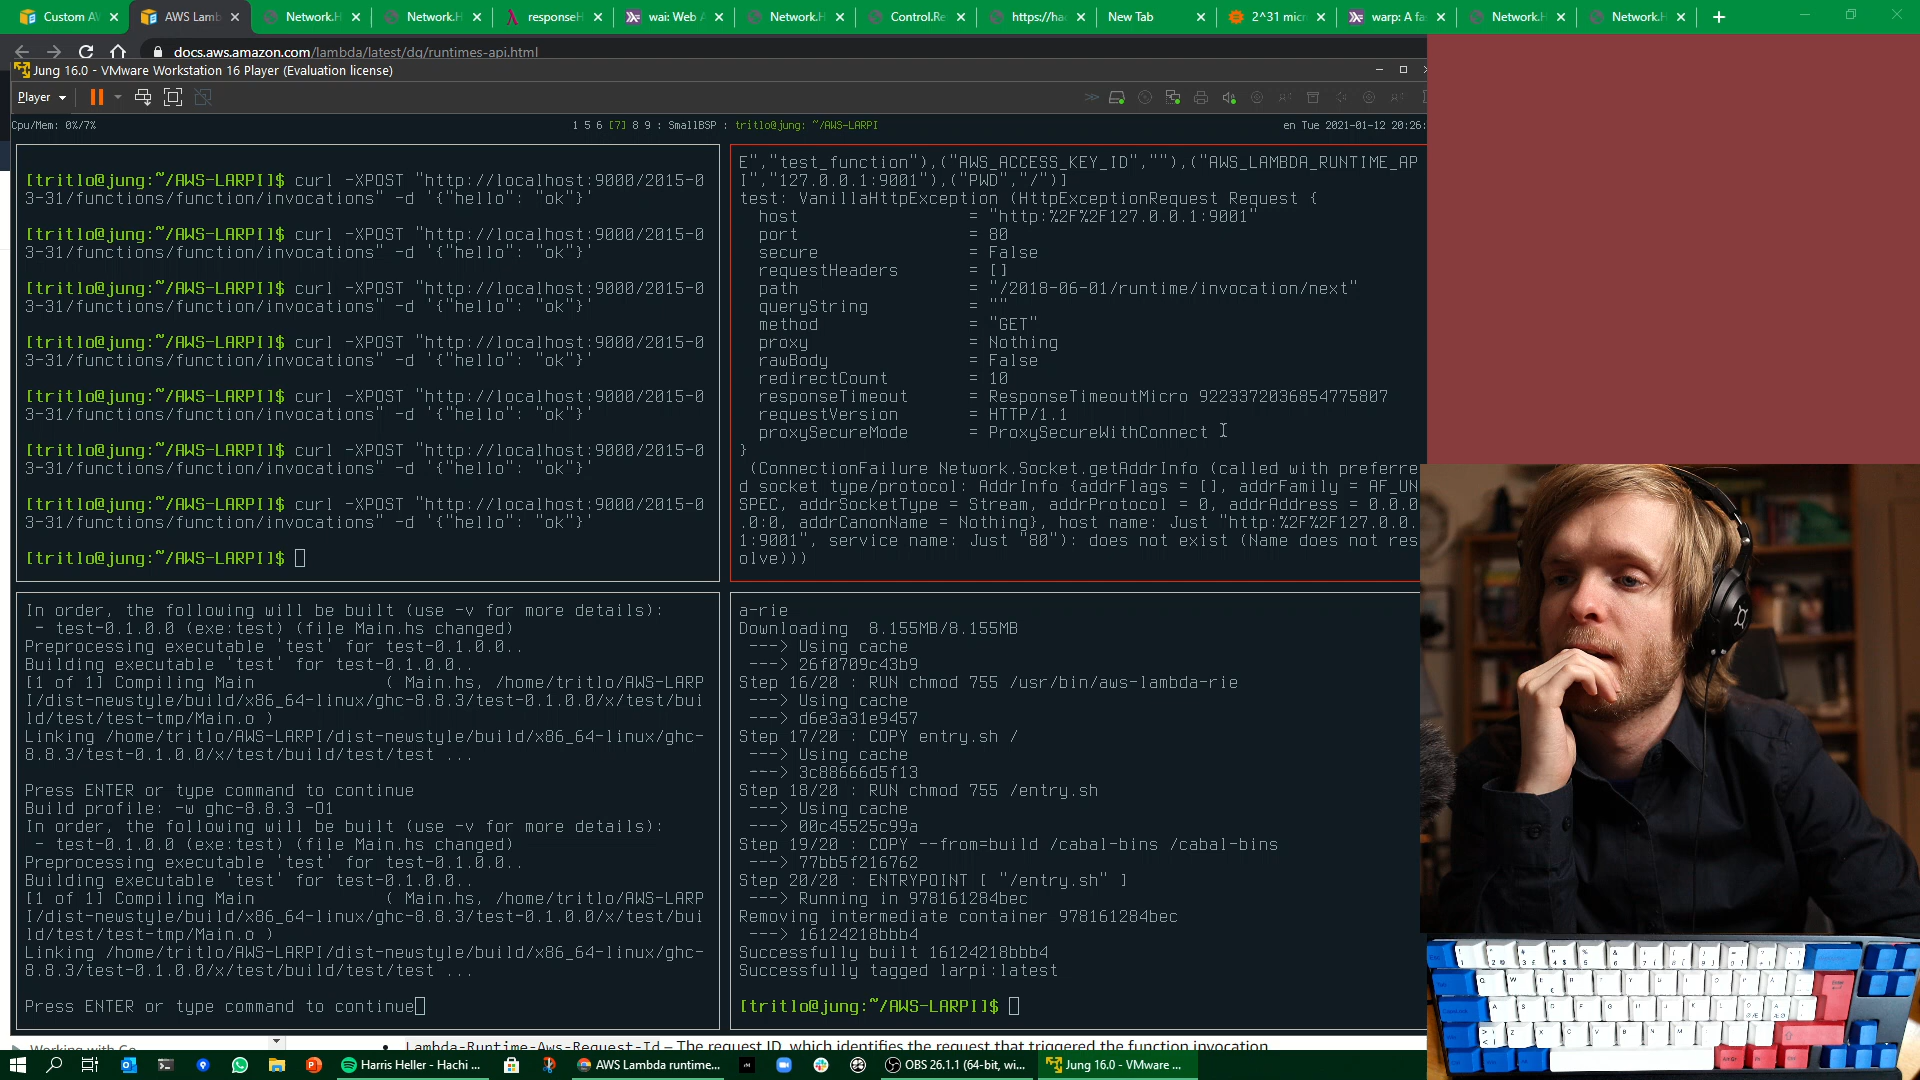 Custom A
AWS Lamb
Network.H
Network.H
responseH
wai: Web A
Network.H
Control.Re
https://ha
New Tab
2^31 micr
warp: A fa
Network.H
Network.H
docs.aws.amazon.com/lambda/latest/dg/runtimes-api.html
Jung 16.0 - VMware Workstation 16 Player (Evaluation license)
Player
Cpu/Mem: 0%/7%
1 5 6 [7] 8 9 : SmallBSP : tritlo@jung: ~/AWS-LARPI
en Tue 2021-01-12 20:26:
[tritlo@jung:~/AWS-LARPI]$ curl -XPOST "http://localhost:9000/2015-0
3-31/functions/function/invocations" -d '{"hello": "ok"}'
[tritlo@jung:~/AWS-LARPI]$ curl -XPOST "http://localhost:9000/2015-0
3-31/functions/function/invocations" -d '{"hello": "ok"}'
[tritlo@jung:~/AWS-LARPI]$ curl -XPOST "http://localhost:9000/2015-0
3-31/functions/function/invocations" -d '{"hello": "ok"}'
[tritlo@jung:~/AWS-LARPI]$ curl -XPOST "http://localhost:9000/2015-0
3-31/functions/function/invocations" -d '{"hello": "ok"}'
[tritlo@jung:~/AWS-LARPI]$ curl -XPOST "http://localhost:9000/2015-0
3-31/functions/function/invocations" -d '{"hello": "ok"}'
[tritlo@jung:~/AWS-LARPI]$ curl -XPOST "http://localhost:9000/2015-0
3-31/functions/function/invocations" -d '{"hello": "ok"}'
[tritlo@jung:~/AWS-LARPI]$ curl -XPOST "http://localhost:9000/2015-0
3-31/functions/function/invocations" -d '{"hello": "ok"}'
[tritlo@jung:~/AWS-LARPI]$
E","test_function"),("AWS_ACCESS_KEY_ID",""),("AWS_LAMBDA_RUNTIME_AP
I","127.0.0.1:9001"),("PWD","/")]
test: VanillaHttpException (HttpExceptionRequest Request {
host = "http:%2F%2F127.0.0.1:9001"
port = 80
secure = False
requestHeaders = []
path = "/2018-06-01/runtime/invocation/next"
queryString = ""
method = "GET"
proxy = Nothing
rawBody = False
redirectCount = 10
responseTimeout = ResponseTimeoutMicro 9223372036854775807
requestVersion = HTTP/1.1
proxySecureMode = ProxySecureWithConnect
}
(ConnectionFailure Network.Socket.getAddrInfo (called with preferre
d socket type/protocol: AddrInfo {addrFlags = [], addrFamily = AF_UN
SPEC, addrSocketType = Stream, addrProtocol = 0, addrAddress = 0.0.0
.0:0, addrCanonName = Nothing}, host name: Just "http:%2F%2F127.0.0.
1:9001", service name: Just "80"): does not exist (Name does not res
olve)))
In order, the following will be built (use -v for more details):
- test-0.1.0.0 (exe:test) (file Main.hs changed)
Preprocessing executable 'test' for test-0.1.0.0..
Building executable 'test' for test-0.1.0.0..
[1 of 1] Compiling Main ( Main.hs, /home/tritlo/AWS-LARP
I/dist-newstyle/build/x86_64-linux/ghc-8.8.3/test-0.1.0.0/x/test/bui
ld/test/test-tmp/Main.o )
Linking /home/tritlo/AWS-LARPI/dist-newstyle/build/x86_64-linux/ghc-
8.8.3/test-0.1.0.0/x/test/build/test/test ...
Press ENTER or type command to continue
Build profile: -w ghc-8.8.3 -O1
In order, the following will be built (use -v for more details):
- test-0.1.0.0 (exe:test) (file Main.hs changed)
Preprocessing executable 'test' for test-0.1.0.0..
Building executable 'test' for test-0.1.0.0..
[1 of 1] Compiling Main ( Main.hs, /home/tritlo/AWS-LARP
I/dist-newstyle/build/x86_64-linux/ghc-8.8.3/test-0.1.0.0/x/test/bui
ld/test/test-tmp/Main.o )
Linking /home/tritlo/AWS-LARPI/dist-newstyle/build/x86_64-linux/ghc-
8.8.3/test-0.1.0.0/x/test/build/test/test ...
Press ENTER or type command to continue
a-rie
Downloading 8.155MB/8.155MB
---> Using cache
---> 26f0709c43b9
Step 16/20 : RUN chmod 755 /usr/bin/aws-lambda-rie
---> Using cache
---> d6e3a31e9457
Step 17/20 : COPY entry.sh /
---> Using cache
---> 3c88666d5f13
Step 18/20 : RUN chmod 755 /entry.sh
---> Using cache
---> 00c45525c99a
Step 19/20 : COPY --from=build /cabal-bins /cabal-bins
---> 77bb5f216762
Step 20/20 : ENTRYPOINT [ "/entry.sh" ]
---> Running in 978161284bec
Removing intermediate container 978161284bec
---> 16124218bbb4
Successfully built 16124218bbb4
Successfully tagged larpi:latest
[tritlo@jung:~/AWS-LARPI]$
Working with Go
Lambda-Runtime-Aws-Request-Id – The request ID, which identifies the request that triggered the function invocation
Harris Heller - Hachi ...
AWS Lambda runtime...
OBS 26.1.1 (64-bit, wi...
Jung 16.0 - VMware ...